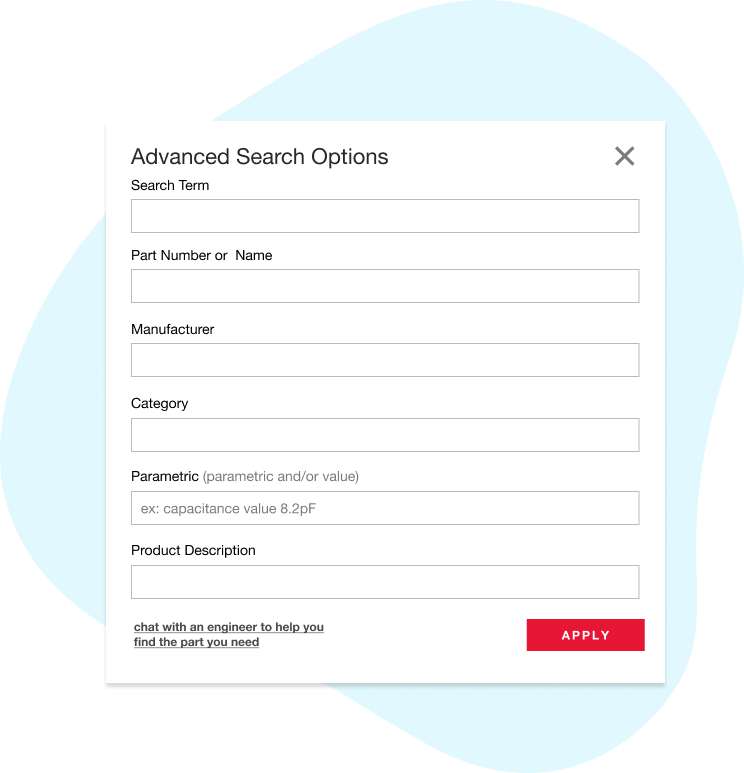 Advanced Search Options
Search Term
Part Number or  Name
Manufacturer
Category
Parametric (parametric and/or value)
ex: capacitance value 8.2pF
Product Description
chat with an engineer to help you
find the part you need
APPLY